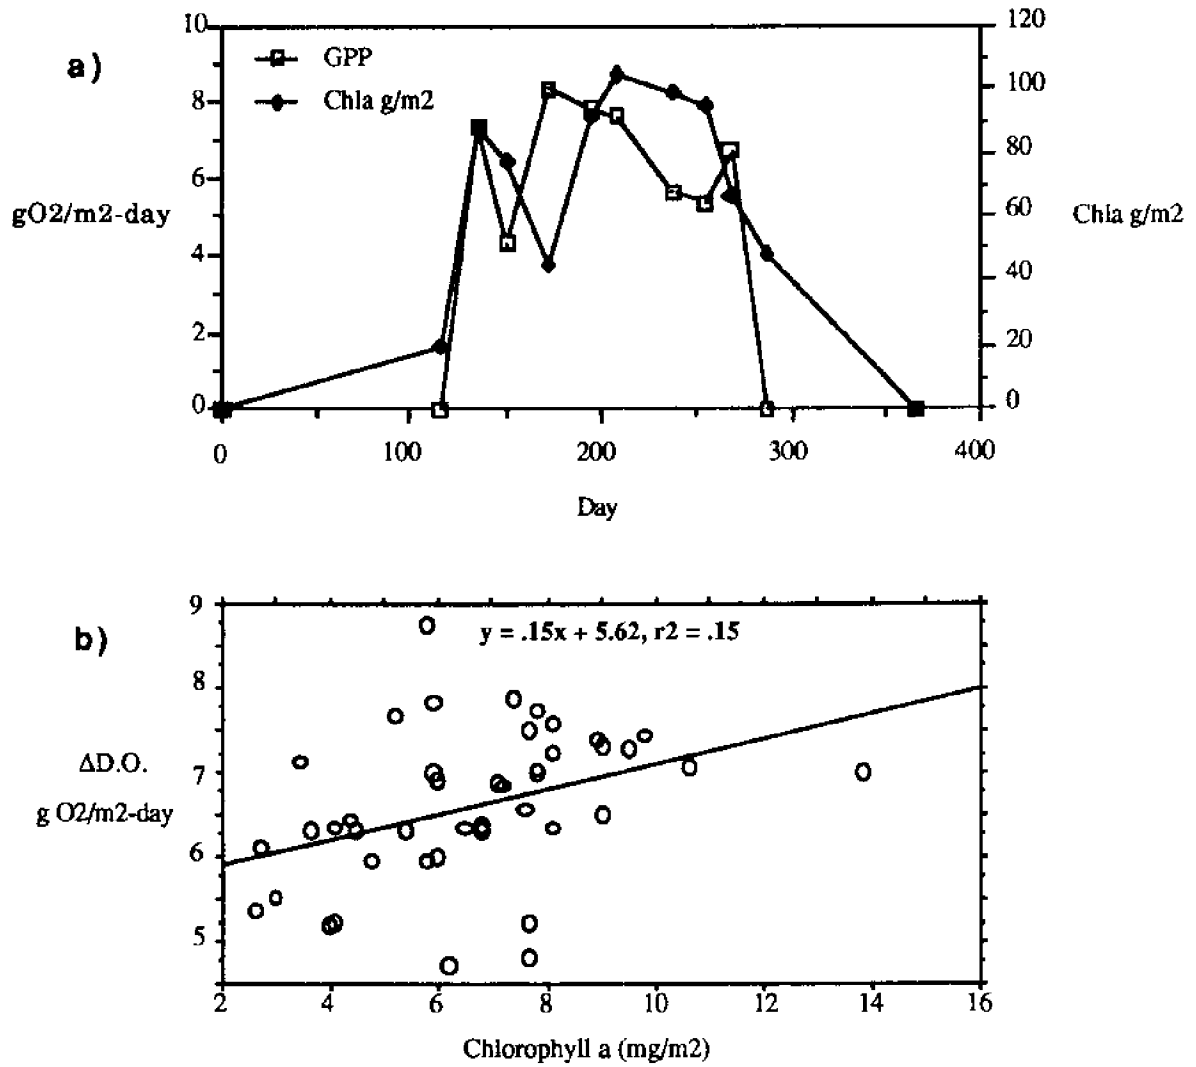 a)
GPP
Chla g/m2
10
8
6
4
2
0
gO2/m2-day
120
100
80
60
40
20
0
Chla g/m2
0 100 200 300 400
Day
b)
y = .15x + 5.62, r2 = .15
9
8
7
6
5
ΔD.O.
g O2/m2-day
2 4 6 8 10 12 14 16
Chlorophyll a (mg/m2)